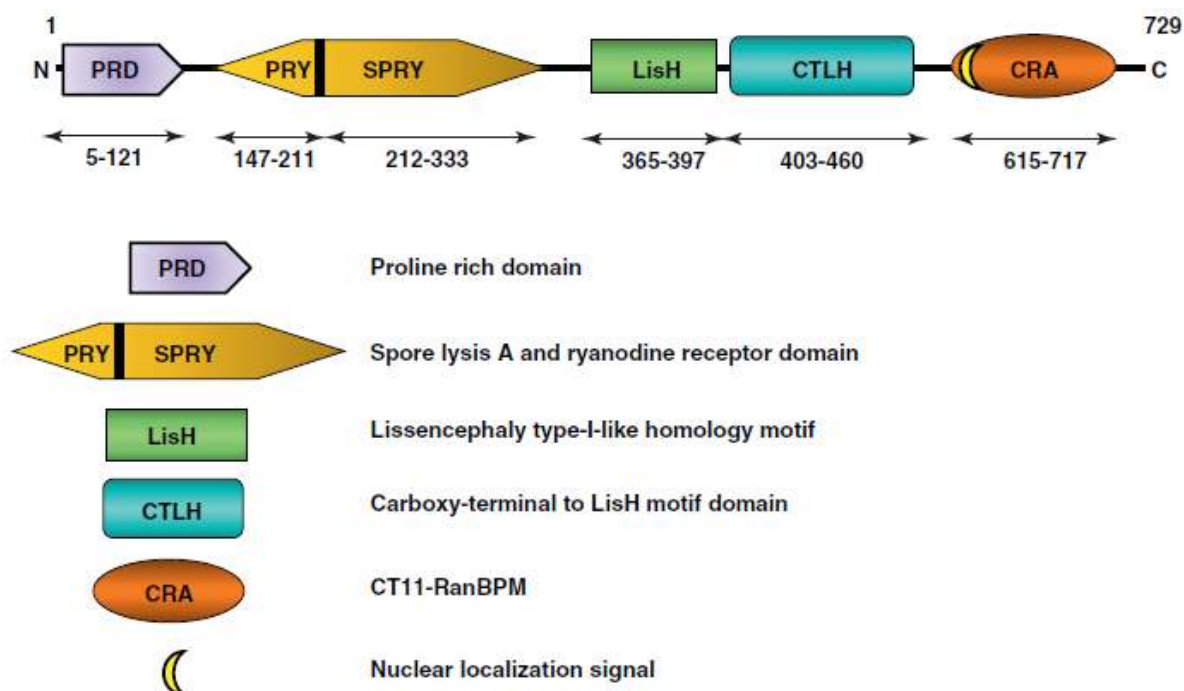 1 729
N PRD PRY SPRY LisH CTLH CRA C
5-121 147-211 212-333 365-397 403-460 615-717
PRD Proline rich domain
PRY SPRY Spore lysis A and ryanodine receptor domain
LisH Lissencephaly type-I-like homology motif
CTLH Carboxy-terminal to LisH motif domain
CRA CT11-RanBPM
Nuclear localization signal